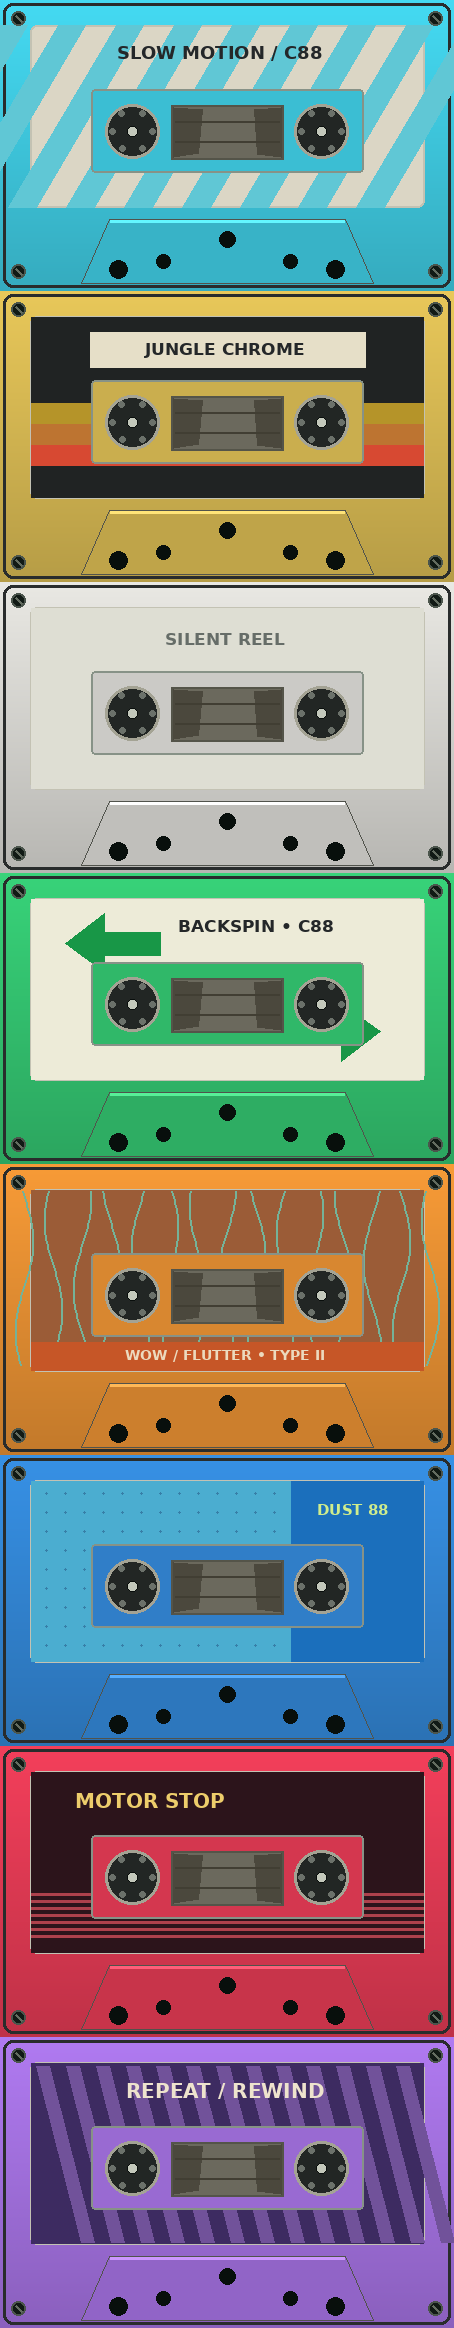 SLOW MOTION / C88
JUNGLE CHROME
SILENT REEL
BACKSPIN • C88
WOW / FLUTTER • TYPE II
DUST 88
MOTOR STOP
REPEAT / REWIND